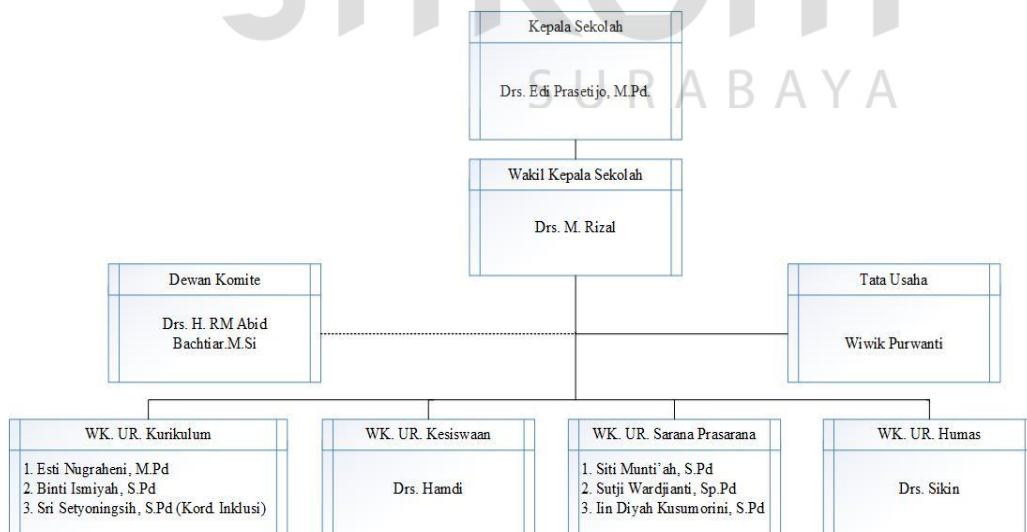 SURABAYA
Kepala Sekolah
Drs. Edi Prasetijo, M.Pd.
Wakil Kepala Sekolah
Drs. M. Rizal
Dewan Komite
Drs. H. RM Abid
Bachtiar.M.Si
Tata Usaha
Wiwik Purwanti
WK. UR. Kurikulum
1. Esti Nugraheni, M.Pd
2. Binti Ismiyah, S.Pd
3. Sri Setyoningsih, S.Pd (Kord. Inklusi)
WK. UR. Kesiswaan
Drs. Hamdi
WK. UR. Sarana Prasarana
1. Siti Munti’ah, S.Pd
2. Sutji Wardjianti, Sp.Pd
3. Iin Diyah Kusumorini, S.Pd
WK. UR. Humas
Drs. Sikin